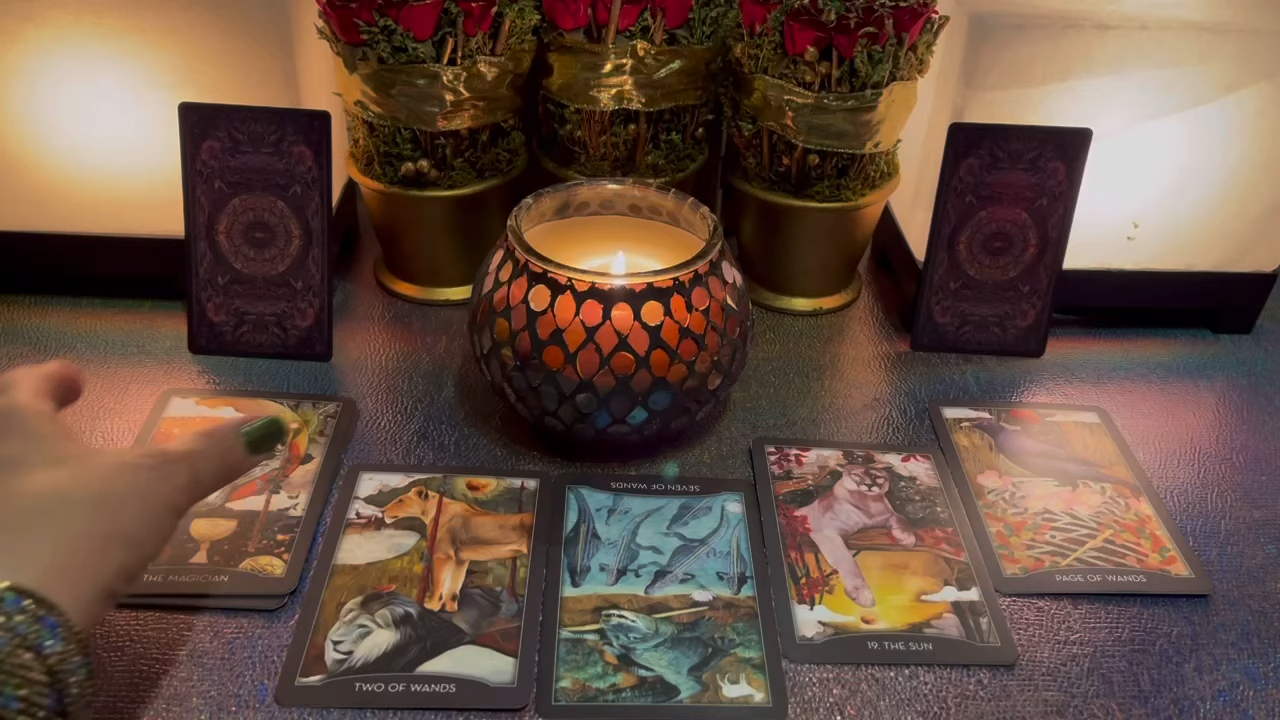 THE MAGICIAN
TWO OF WANDS
SEVEN OF WANDS
19. THE SUN
PAGE OF WANDS